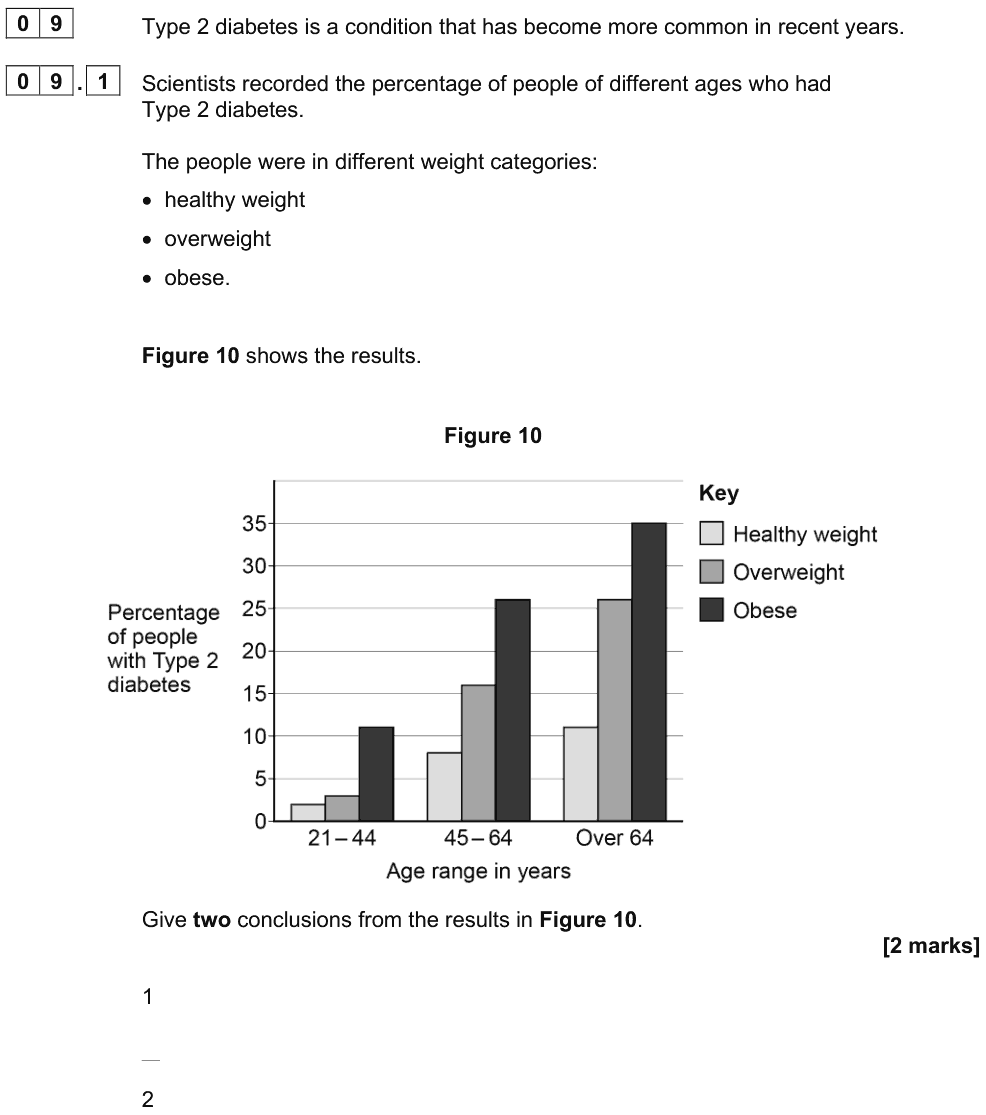 0 9 Type 2 diabetes is a condition that has become more common in recent years.
0 9 . 1 Scientists recorded the percentage of people of different ages who had
Type 2 diabetes.
The people were in different weight categories:
• healthy weight
• overweight
• obese.
Figure 10 shows the results.
Figure 10
Percentage
of people
with Type 2
diabetes
35
30
25
20
15
10
5
0
21 – 44
45 – 64
Over 64
Age range in years
Key
Healthy weight
Overweight
Obese
Give two conclusions from the results in Figure 10.
[2 marks]
1
2